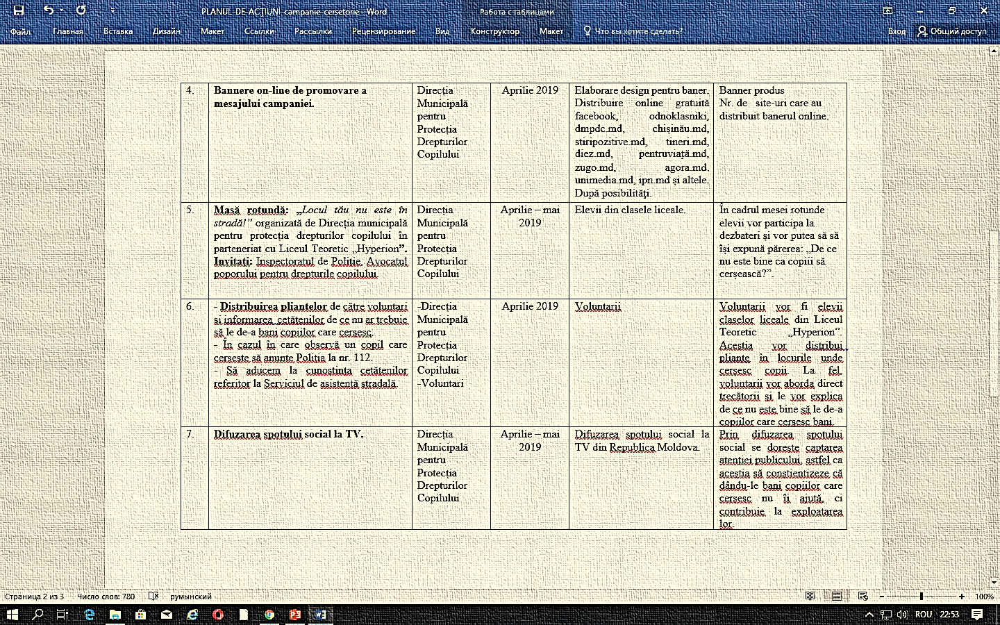 PLANUL-DE-ACȚIUNI-campanie-cersetorie - Word
Работа с таблицами
Файл
Главная
Вставка
Дизайн
Макет
Ссылки
Рассылки
Рецензирование
Вид
Конструктор
Макет
Что вы хотите сделать?
Вход
Общий доступ
4.
Bannere on-line de promovare a
mesajului campaniei.
Direcția
Municipală
pentru
Protecția
Drepturilor
Copilului
Aprilie 2019
Elaborare design pentru baner.
Distribuire online gratuită
facebook, odnoklasniki,
dmpdc.md, chișinău.md,
stiripozitive.md, tineri.md,
diez.md, pentruviață.md,
zugo.md, agora.md,
unimedia.md, ipn.md și altele.
După posibilități.
Banner produs
Nr. de site-uri care au
distribuit banerul online.
5.
Masă rotundă: „Locul tău nu este în
stradă!” organizată de Direcția municipală
pentru protecția drepturilor copilului în
parteneriat cu Liceul Teoretic „Hyperion”.
Invitați: Inspectoratul de Poliție, Avocatul
poporului pentru drepturile copilului.
Direcția
Municipală
pentru
Protecția
Drepturilor
Copilului
Aprilie – mai
2019
Elevii din clasele liceale.
În cadrul mesei rotunde
elevii vor participa la
dezbateri și vor putea să să
își expună părerea: „De ce
nu este bine ca copiii să
cerșească?”.
6.
- Distribuirea pliantelor de către voluntari
și informarea cetățenilor de ce nu ar trebuie
să le de-a bani copiilor care cerșesc.
- În cazul în care observă un copil care
cerșește să anunțe Poliția la nr. 112.
- Să aducem la cunoștința cetățenilor
referitor la Serviciul de asistență stradală.
-Direcția
Municipală
pentru
Protecția
Drepturilor
Copilului
-Voluntari
Aprilie 2019
Voluntarii
Voluntarii vor fi elevii
claselor liceale din Liceul
Teoretic „Hyperion”.
Aceștia vor distribui
pliante în locurile unde
cerșesc copii. La fel,
voluntarii vor aborda direct
trecătorii și le vor explica
de ce nu este bine să le de-a
copiilor care cerșesc bani.
7.
Difuzarea spotului social la TV.
Direcția
Municipală
pentru
Protecția
Drepturilor
Copilului
Aprilie – mai
2019
Difuzarea spotului social la
TV din Republica Moldova.
Prin difuzarea spotului
social se dorește captarea
atenției publicului, astfel ca
aceștia să conștientizeze că
dându-le bani copiilor care
cerșesc nu îi ajută, ci
contribuie la exploatarea
lor.
Страница 2 из 3
Число слов: 780
румынский
100%
ROU
22:53